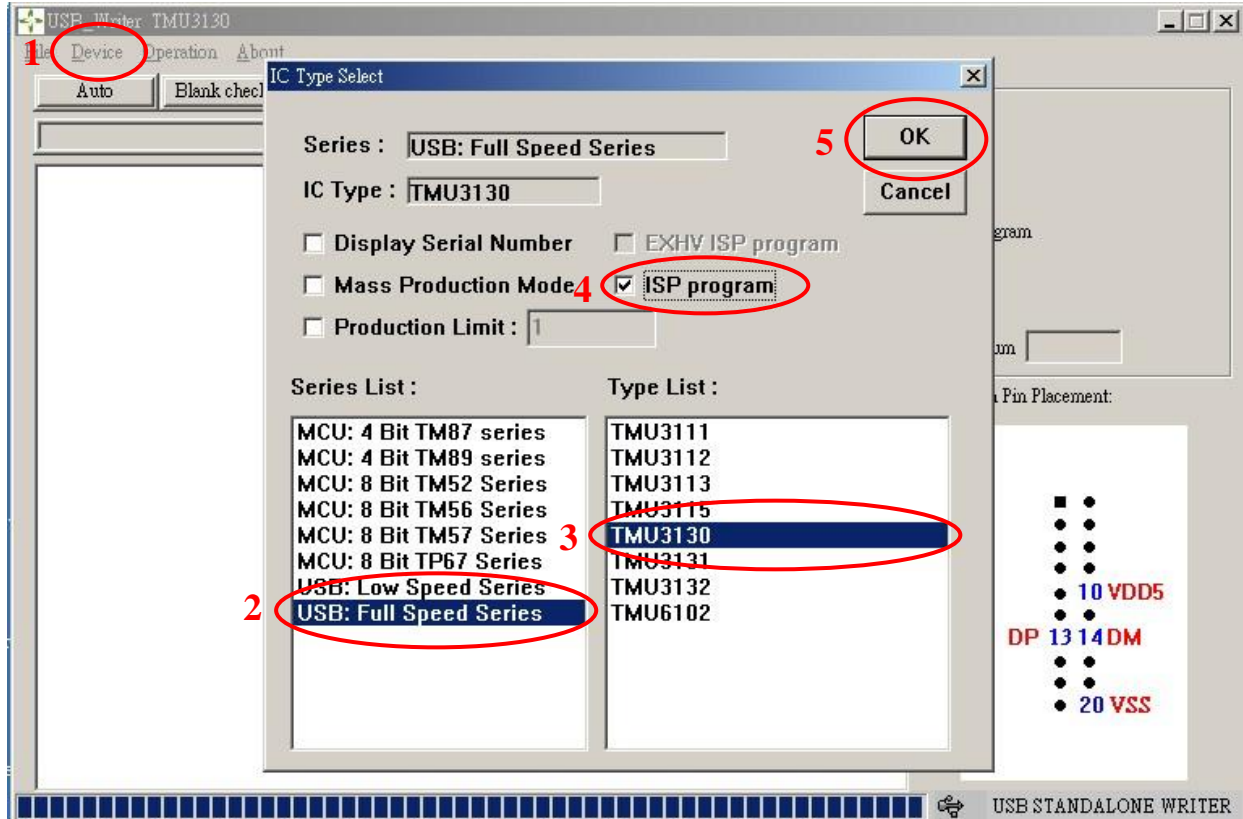 USB_Writer TMU3130
1
File Device Operation About
Auto Blank check
IC Type Select
Series : USB: Full Speed Series
5 OK
IC Type : TMU3130
Cancel
Display Serial Number EXHV ISP program
gram
Mass Production Mode 4 ISP program
Production Limit : 1
um
Series List : Type List :
Pin Placement:
MCU: 4 Bit TM87 series TMU3111
MCU: 4 Bit TM89 series TMU3112
MCU: 8 Bit TM52 Series TMU3113
MCU: 8 Bit TM56 Series TMU3115
MCU: 8 Bit TM57 Series 3 TMU3130
MCU: 8 Bit TP67 Series TMU3131
USB: Low Speed Series TMU3132
10 VDD5
2 USB: Full Speed Series TMU6102
DP 13 14 DM
20 VSS
USB STANDALONE WRITER